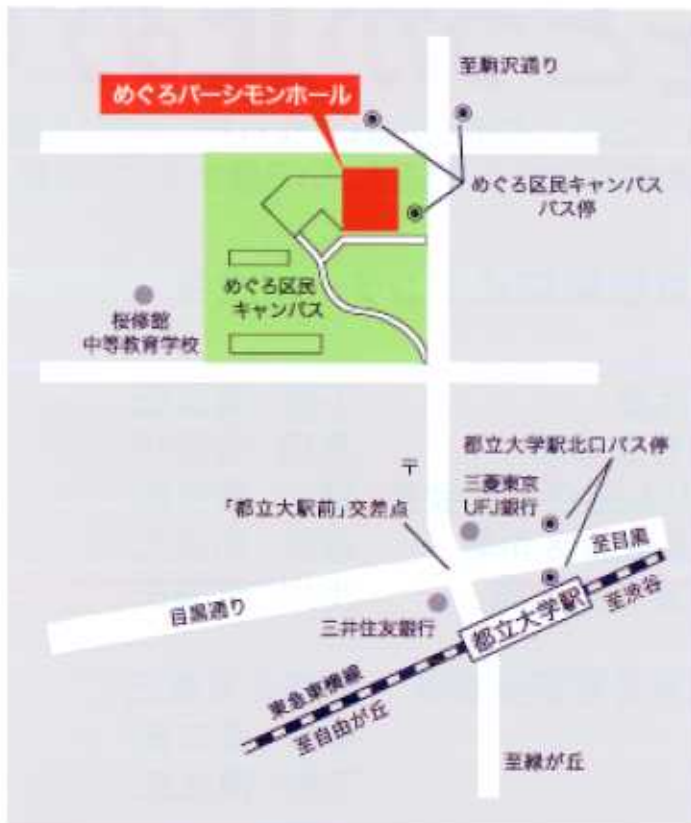 至駒沢通り
めぐろパーシモンホール
めぐろ区民キャンパス
バス停
めぐろ区民
キャンパス
桜修館
中等教育学校
都立大学駅北口バス停
〒
三菱東京
UFJ銀行
「都立大駅前」交差点
至目黒
目黒通り
至渋谷
三井住友銀行
都立大学駅
東急東横線
至自由が丘
至緑が丘